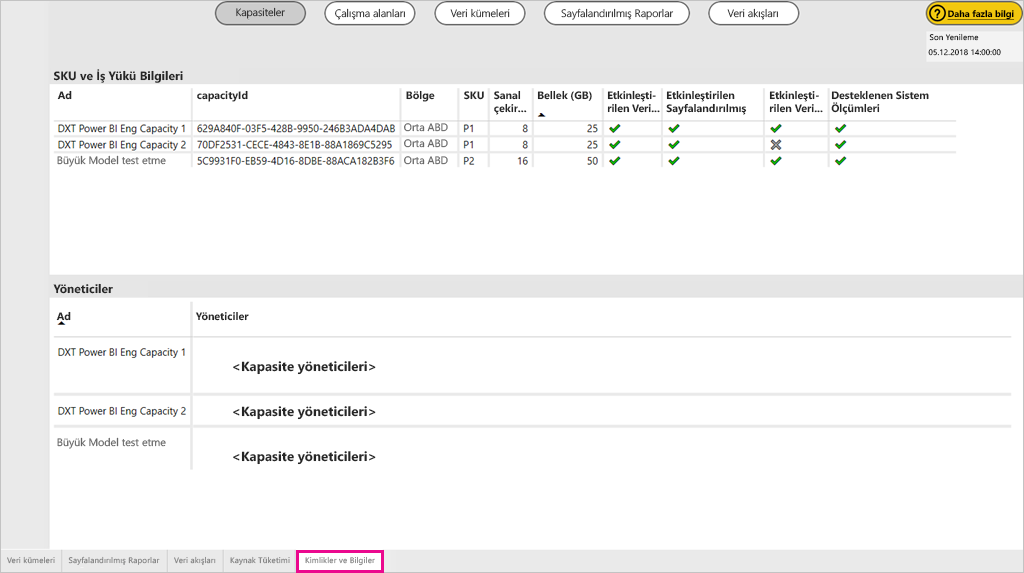 Kapasiteler Çalışma alanları Veri kümeleri Sayfalandırılmış Raporlar Veri akışları ? Daha fazla bilgi
Son Yenileme
05.12.2018 14:00:00
SKU ve İş Yükü Bilgileri
Ad capacityId Bölge SKU Sanal çekir... Bellek (GB) Etkinleşti-rilen Veri... Etkinleştirilen Sayfalandırılmış Etkinleşti-rilen Veri... Desteklenen Sistem Ölçümleri
DXT Power BI Eng Capacity 1 629A840F-03F5-428B-9950-246B3ADA4DAB Orta ABD P1 8 25
DXT Power BI Eng Capacity 2 70DF2531-CECE-4843-8E1B-88A1869C5295 Orta ABD P1 8 25
Büyük Model test etme 5C9931F0-EB59-4D16-8DBE-88ACA182B3F6 Orta ABD P2 16 50
Yöneticiler
Ad Yöneticiler
DXT Power BI Eng Capacity 1 <Kapasite yöneticileri>
DXT Power BI Eng Capacity 2 <Kapasite yöneticileri>
Büyük Model test etme <Kapasite yöneticileri>
Veri kümeleri Sayfalandırılmış Raporlar Veri akışları Kaynak Tüketimi Kimlikler ve Bilgiler